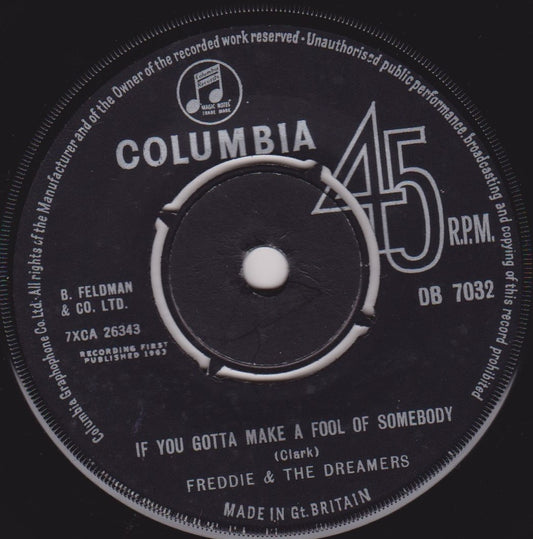 Columbia Graphophone Co. Ltd. · All rights of the Manufacturer and of the Owner of the recorded work reserved · Unauthorised public performance, broadcasting and copying of this record prohibited
MAGIC NOTES
TRADE MARK
COLUMBIA
45 R.P.M.
B. FELDMAN
& CO. LTD.
DB 7032
7XCA 26343
RECORDING FIRST
PUBLISHED 1963
IF YOU GOTTA MAKE A FOOL OF SOMEBODY
(Clark)
FREDDIE & THE DREAMERS
MADE IN Gt. BRITAIN